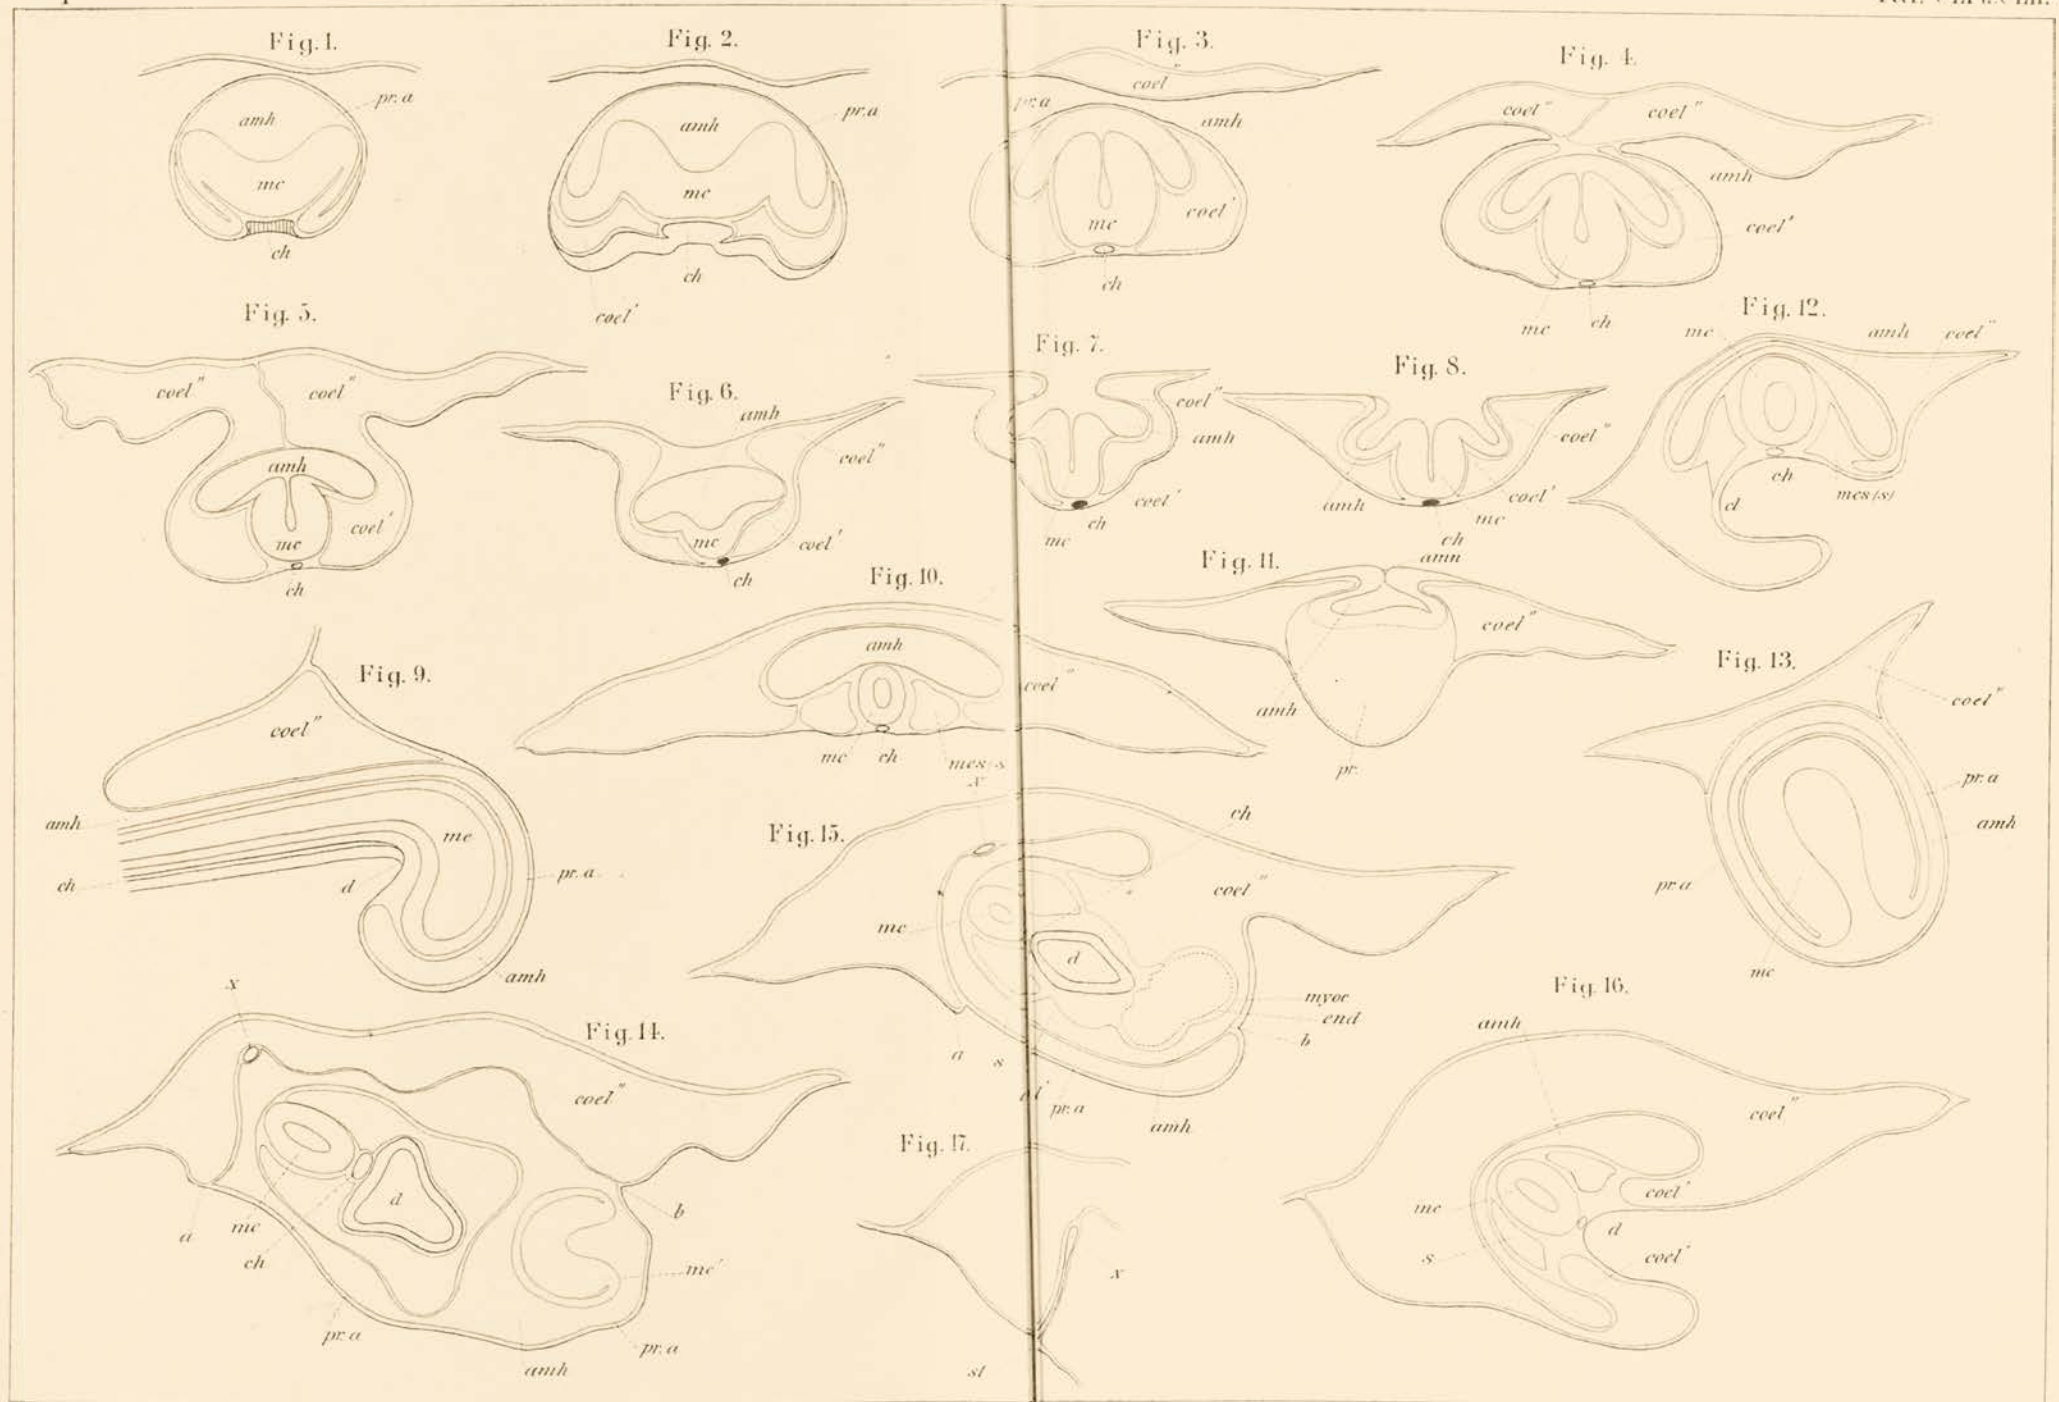 Fig. 1.
pr. a
amh
mc
ch
Fig. 2.
pr. a
amh
mc
ch
coel'
Fig. 3.
coel"
pr. a
amh
coel'
mc
ch
Fig. 4.
coel"
coel"
amh
coel'
mc
ch
Fig. 5.
coel"
coel"
amh
coel'
mc
ch
Fig. 6.
amh
coel"
mc
coel'
ch
Fig. 7.
coel"
amh
coel'
ch
mc
Fig. 8.
coel"
amh
coel'
mc
ch
Fig. 12.
mc
amh
coel"
ch
mes(s)
Fig. 9.
coel"
amh
mc
ch
d
pr. a
amh
Fig. 10.
amh
coel"
mc
ch
Fig. 11.
coel"
amh
pr.
Fig. 13.
coel"
pr. a
amh
pr. a
mc
Fig. 15.
x
ch
coel"
mc
d
myoc
end
b
a
s
pr. a
amh
Fig. 14.
x
coel"
d
b
a
mc
ch
mc'
pr. a
pr. a
amh
Fig. 17.
x
st
Fig. 16.
amh
coel"
mc
coel'
d
s
coel'